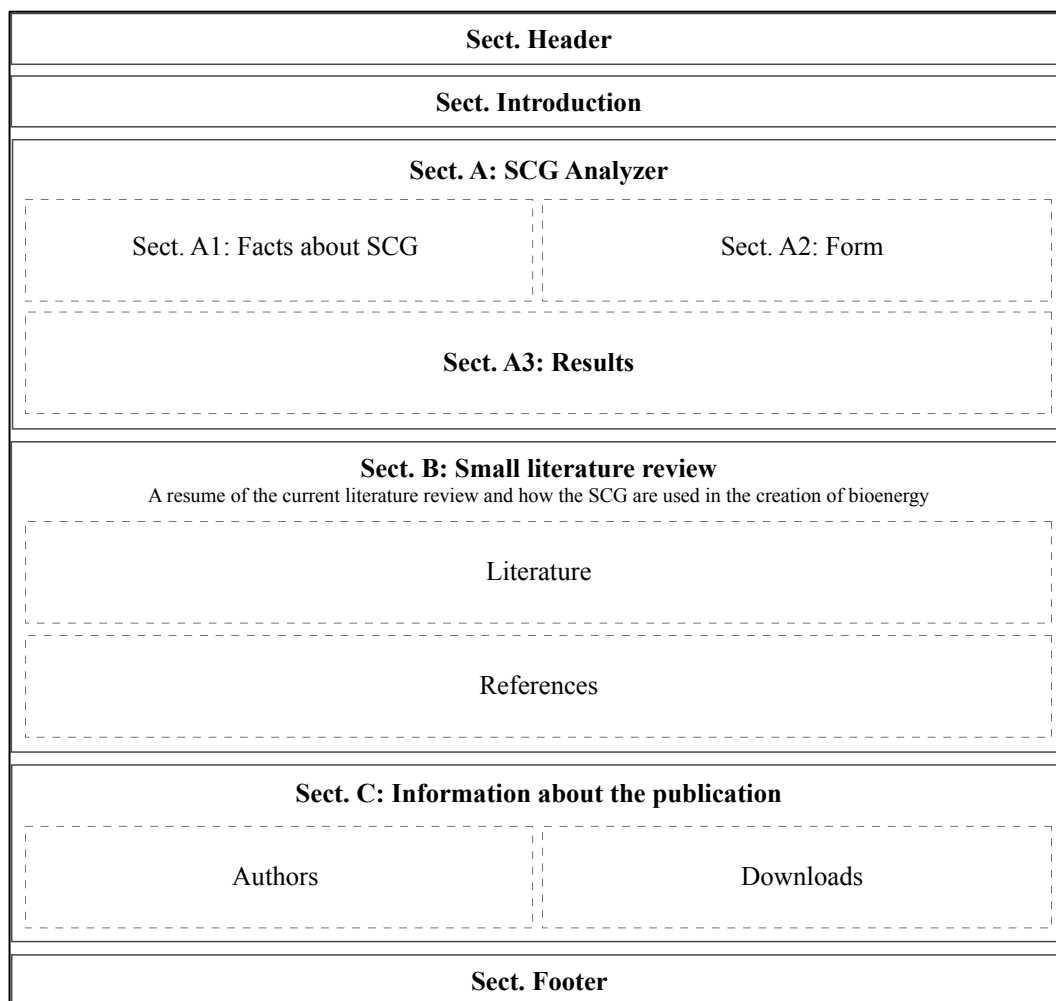 Sect. Header
Sect. Introduction
Sect. A: SCG Analyzer
Sect. A1: Facts about SCG
Sect. A2: Form
Sect. A3: Results
Sect. B: Small literature review
A resume of the current literature review and how the SCG are used in the creation of bioenergy
Literature
References
Sect. C: Information about the publication
Authors
Downloads
Sect. Footer